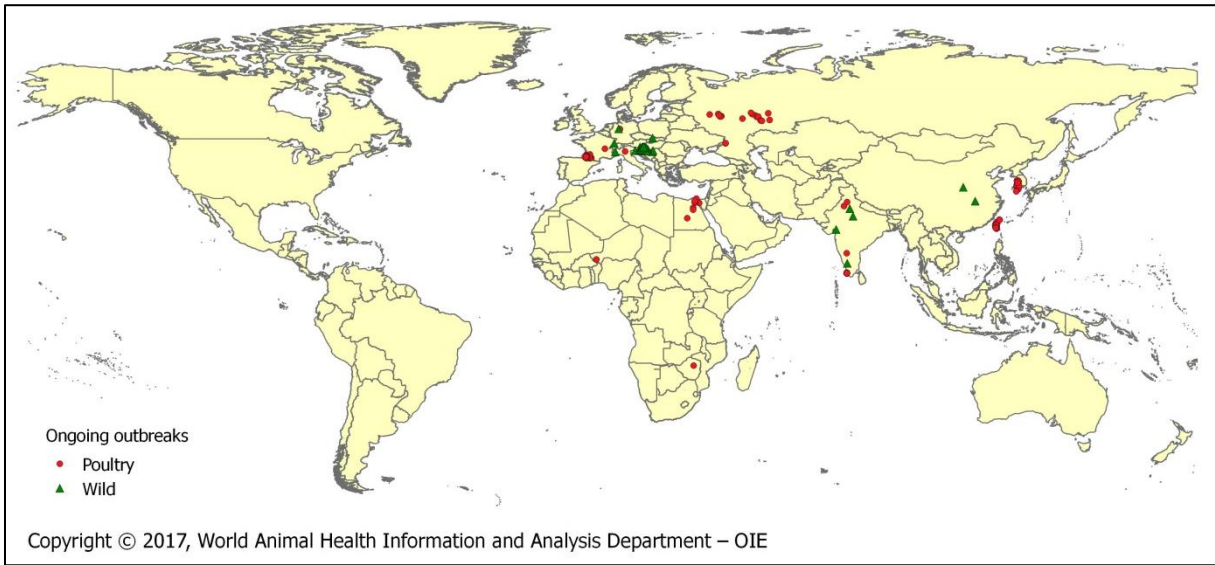 Ongoing outbreaks
Poultry
Wild
Copyright © 2017, World Animal Health Information and Analysis Department – OIE